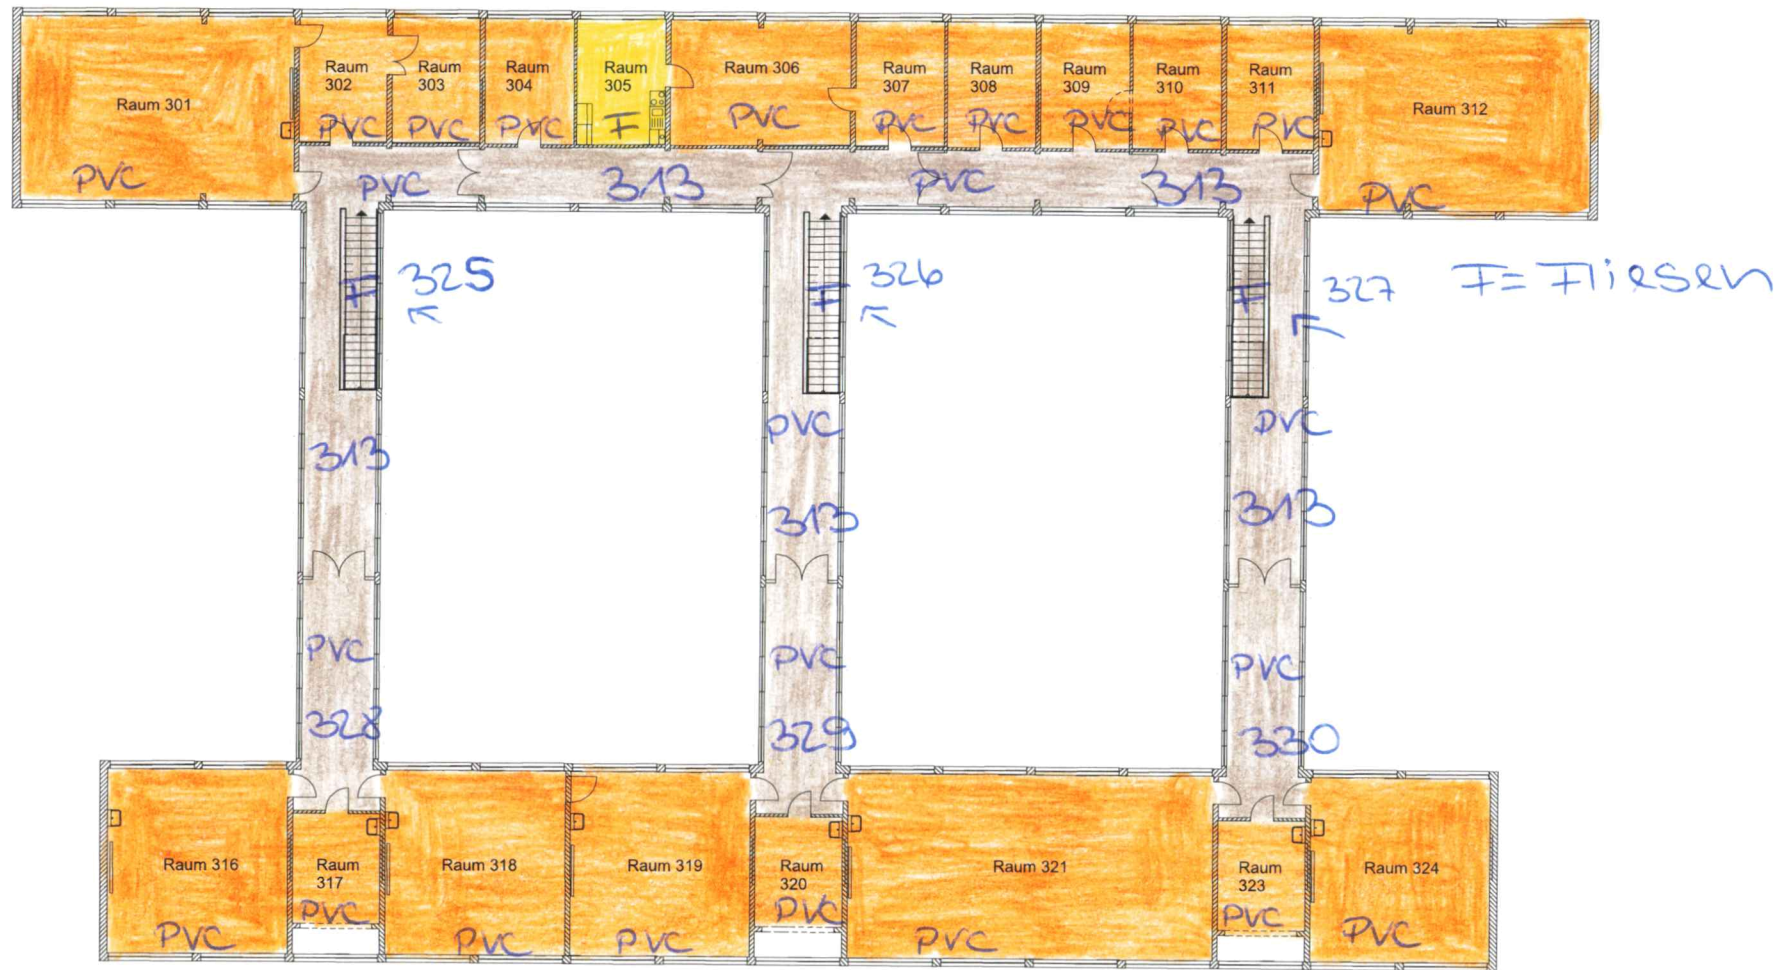 Raum 301
PVC
Raum
302
PVC
Raum
303
PVC
Raum
304
PVC
Raum
305
F
Raum 306
PVC
Raum
307
PVC
Raum
308
PVC
Raum
309
PVC
Raum
310
PVC
Raum
311
PVC
Raum 312
PVC
PVC
313
PVC
313
F
325
F
326
F
327
F = Fliesen
313
PVC
313
PVC
313
PVC
328
PVC
329
PVC
330
Raum 316
PVC
Raum
317
PVC
Raum 318
PVC
Raum 319
PVC
Raum
320
PVC
Raum 321
PVC
Raum
323
PVC
Raum 324
PVC